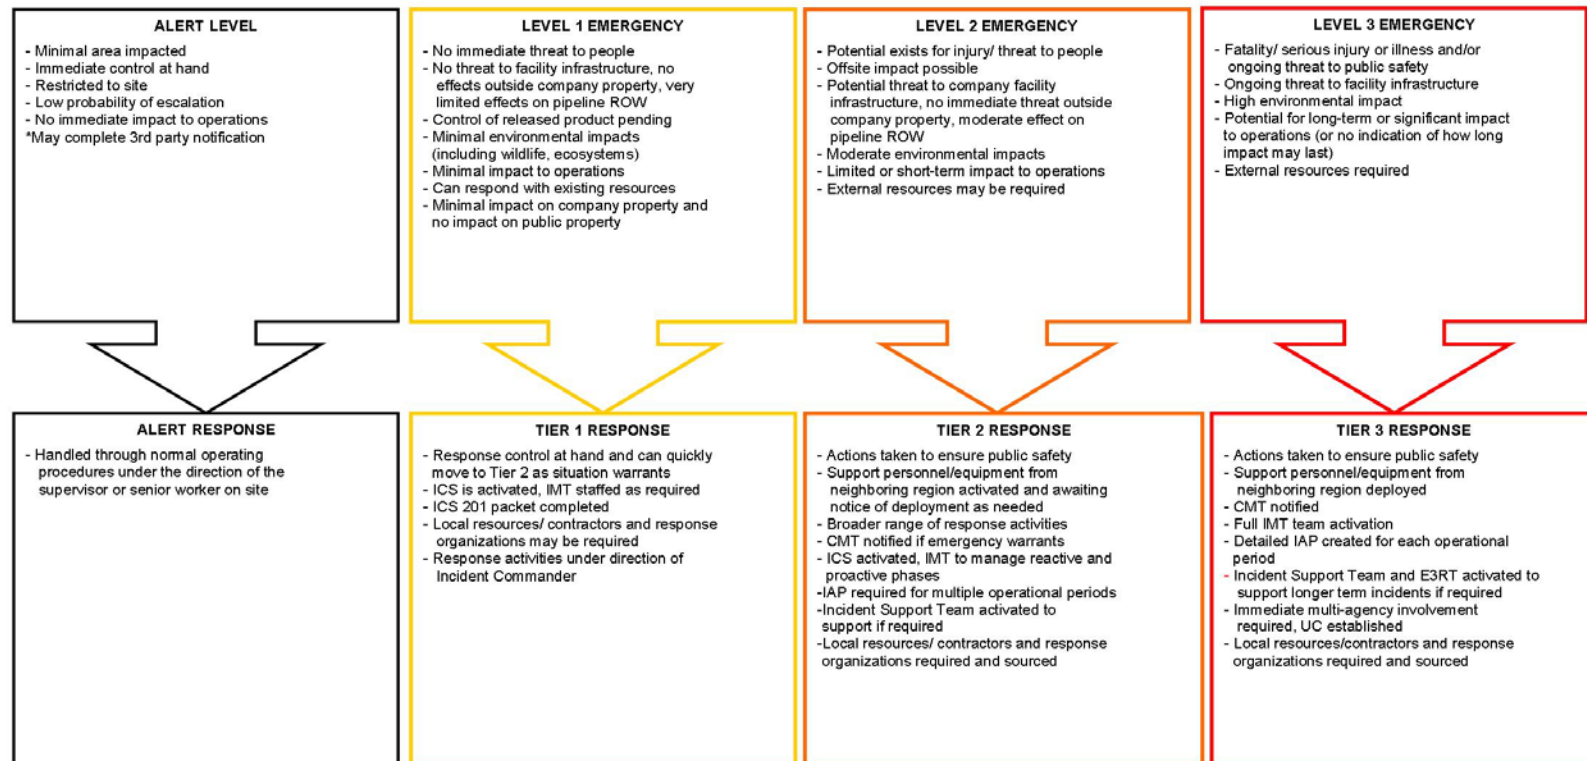 ALERT LEVEL
- Minimal area impacted
- Immediate control at hand
- Restricted to site
- Low probability of escalation
- No immediate impact to operations
*May complete 3rd party notification
LEVEL 1 EMERGENCY
- No immediate threat to people
- No threat to facility infrastructure, no
effects outside company property, very
limited effects on pipeline ROW
- Control of released product pending
- Minimal environmental impacts
(including wildlife, ecosystems)
- Minimal impact to operations
- Can respond with existing resources
- Minimal impact on company property and
no impact on public property
LEVEL 2 EMERGENCY
- Potential exists for injury/ threat to people
- Offsite impact possible
- Potential threat to company facility
infrastructure, no immediate threat outside
company property, moderate effect on
pipeline ROW
- Moderate environmental impacts
- Limited or short-term impact to operations
- External resources may be required
LEVEL 3 EMERGENCY
- Fatality/ serious injury or illness and/or
ongoing threat to public safety
- Ongoing threat to facility infrastructure
- High environmental impact
- Potential for long-term or significant impact
to operations (or no indication of how long
impact may last)
- External resources required
ALERT RESPONSE
- Handled through normal operating
procedures under the direction of the
supervisor or senior worker on site
TIER 1 RESPONSE
- Response control at hand and can quickly
move to Tier 2 as situation warrants
- ICS is activated, IMT staffed as required
- ICS 201 packet completed
- Local resources/ contractors and response
organizations may be required
- Response activities under direction of
Incident Commander
TIER 2 RESPONSE
- Actions taken to ensure public safety
- Support personnel/equipment from
neighboring region activated and awaiting
notice of deployment as needed
- Broader range of response activities
- CMT notified if emergency warrants
- ICS activated, IMT to manage reactive and
proactive phases
-IAP required for multiple operational periods
-Incident Support Team activated to
support if required
-Local resources/ contractors and response
organizations required and sourced
TIER 3 RESPONSE
- Actions taken to ensure public safety
- Support personnel/equipment from
neighboring region deployed
- CMT notified
- Full IMT team activation
- Detailed IAP created for each operational
period
- Incident Support Team and E3RT activated to
support longer term incidents if required
- Immediate multi-agency involvement
required, UC established
- Local resources/contractors and response
organizations required and sourced